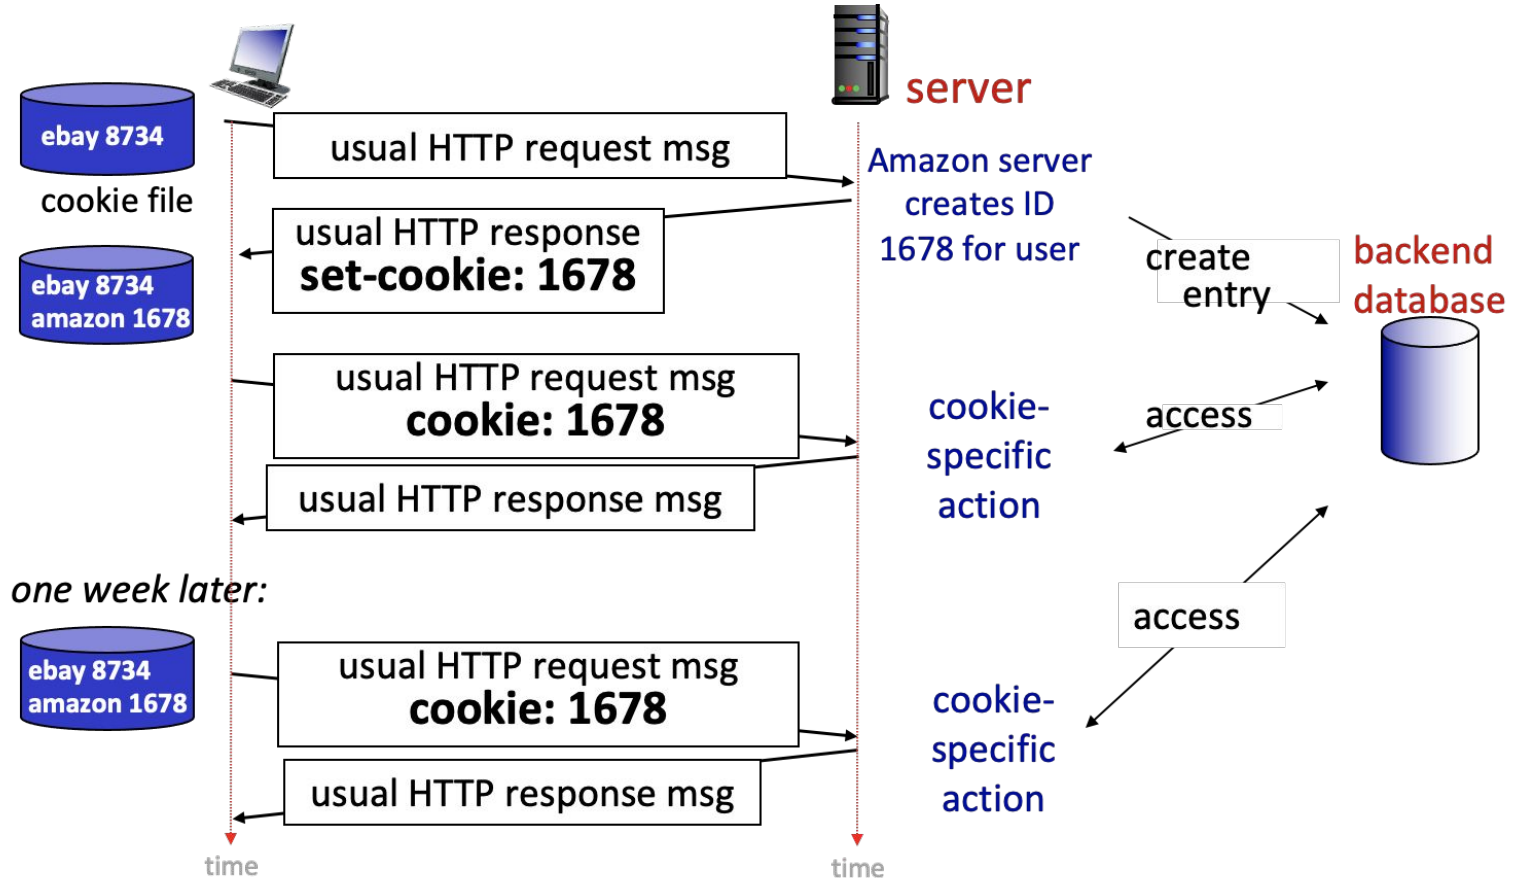 server
ebay 8734
cookie file
usual HTTP request msg
Amazon server
creates ID
1678 for user
usual HTTP response
set-cookie: 1678
create
entry
backend
database
ebay 8734
amazon 1678
usual HTTP request msg
cookie: 1678
cookie-
specific
action
access
usual HTTP response msg
one week later:
ebay 8734
amazon 1678
usual HTTP request msg
cookie: 1678
cookie-
specific
action
access
usual HTTP response msg
time
time